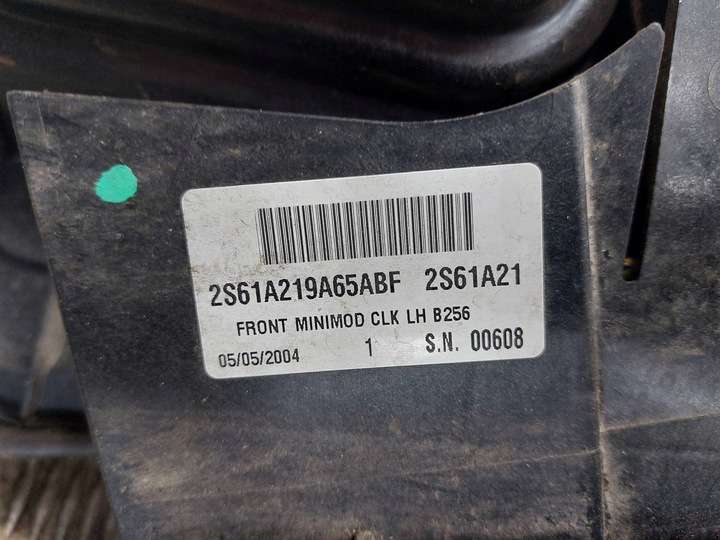 2S61A219A65ABF 2S61A21
FRONT MINIMOD CLK LH B256
05/05/2004 1 S.N. 00608